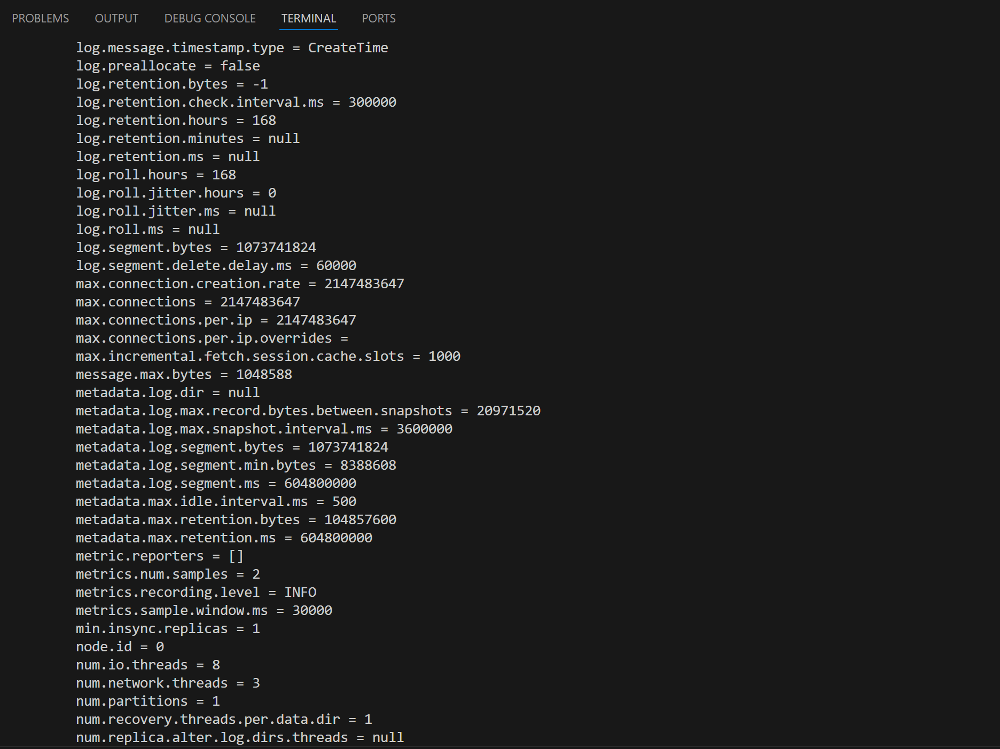 PROBLEMS OUTPUT DEBUG CONSOLE TERMINAL PORTS
log.message.timestamp.type = CreateTime
log.preallocate = false
log.retention.bytes = -1
log.retention.check.interval.ms = 300000
log.retention.hours = 168
log.retention.minutes = null
log.retention.ms = null
log.roll.hours = 168
log.roll.jitter.hours = 0
log.roll.jitter.ms = null
log.roll.ms = null
log.segment.bytes = 1073741824
log.segment.delete.delay.ms = 60000
max.connection.creation.rate = 2147483647
max.connections = 2147483647
max.connections.per.ip = 2147483647
max.connections.per.ip.overrides =
max.incremental.fetch.session.cache.slots = 1000
message.max.bytes = 1048588
metadata.log.dir = null
metadata.log.max.record.bytes.between.snapshots = 20971520
metadata.log.max.snapshot.interval.ms = 3600000
metadata.log.segment.bytes = 1073741824
metadata.log.segment.min.bytes = 8388608
metadata.log.segment.ms = 604800000
metadata.max.idle.interval.ms = 500
metadata.max.retention.bytes = 104857600
metadata.max.retention.ms = 604800000
metric.reporters = []
metrics.num.samples = 2
metrics.recording.level = INFO
metrics.sample.window.ms = 30000
min.insync.replicas = 1
node.id = 0
num.io.threads = 8
num.network.threads = 3
num.partitions = 1
num.recovery.threads.per.data.dir = 1
num.replica.alter.log.dirs.threads = null